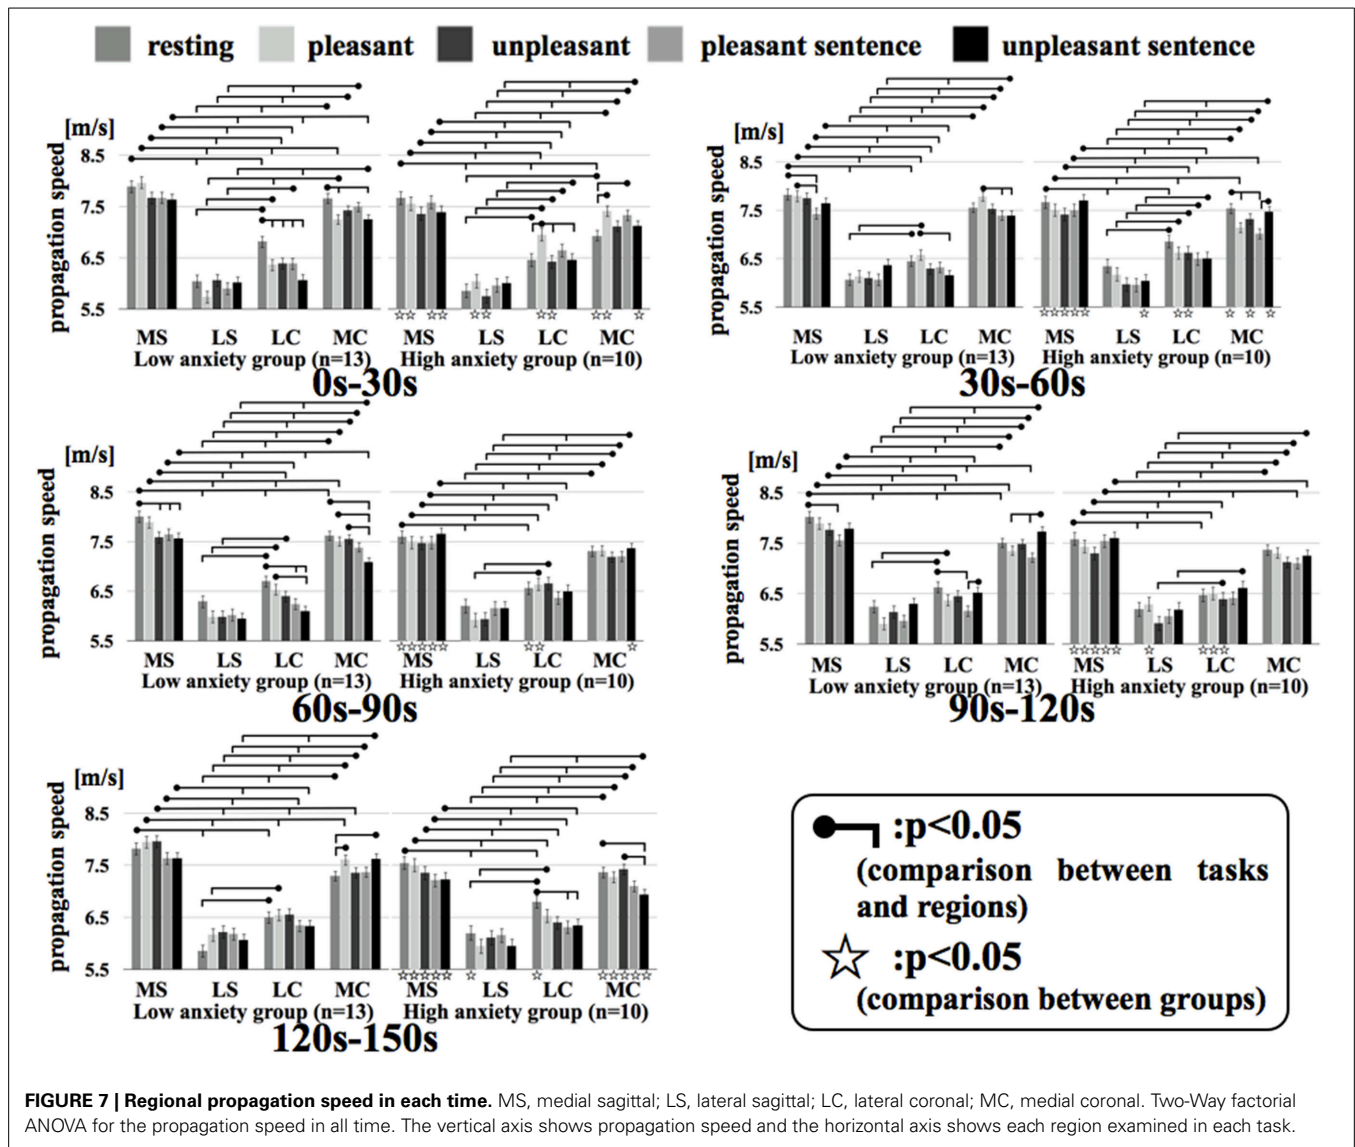 resting pleasant unpleasant pleasant sentence unpleasant sentence
[m/s]
propagation speed
8.5
7.5
6.5
5.5
MS LS LC MC MS LS LC MC
Low anxiety group (n=13) High anxiety group (n=10)
0s-30s
[m/s]
propagation speed
8.5
7.5
6.5
5.5
MS LS LC MC MS LS LC MC
Low anxiety group (n=13) High anxiety group (n=10)
30s-60s
[m/s]
propagation speed
8.5
7.5
6.5
5.5
MS LS LC MC MS LS LC MC
Low anxiety group (n=13) High anxiety group (n=10)
60s-90s
[m/s]
propagation speed
8.5
7.5
6.5
5.5
MS LS LC MC MS LS LC MC
Low anxiety group (n=13) High anxiety group (n=10)
90s-120s
[m/s]
propagation speed
8.5
7.5
6.5
5.5
MS LS LC MC MS LS LC MC
Low anxiety group (n=13) High anxiety group (n=10)
120s-150s
:p<0.05
(comparison between tasks
and regions)
:p<0.05
(comparison between groups)
FIGURE 7 | Regional propagation speed in each time. MS, medial sagittal; LS, lateral sagittal; LC, lateral coronal; MC, medial coronal. Two-Way factorial
ANOVA for the propagation speed in all time. The vertical axis shows propagation speed and the horizontal axis shows each region examined in each task.